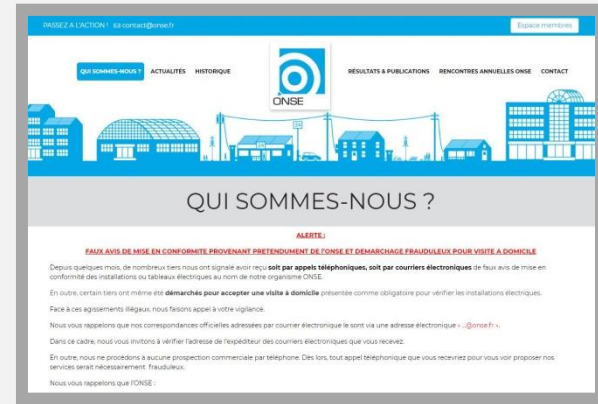 PASSEZ A L'ACTION ! contact@onse.fr
Espace membres
QUI SOMMES-NOUS ?
ACTUALITÉS
HISTORIQUE
ONSE
RÉSULTATS & PUBLICATIONS
RENCONTRES ANNUELLES ONSE
CONTACT
QUI SOMMES-NOUS ?
ALERTE :
FAUX AVIS DE MISE EN CONFORMITE PROVENANT PRETENDUMENT DE l'ONSE ET DEMARCHAGE FRAUDULEUX POUR VISITE A DOMICILE
Depuis quelques mois, de nombreux tiers nous ont signalé avoir reçu soit par appels téléphoniques, soit par courriers électroniques de faux avis de mise en
conformité des installations ou tableaux électriques au nom de notre organisme ONSE.
En outre, certain tiers ont même été démarchés pour accepter une visite à domicile présentée comme obligatoire pour vérifier les installations électriques.
Face à ces agissements illégaux, nous faisons appel à votre vigilance.
Nous vous rappelons que nos correspondances officielles adressées par courrier électronique le sont via une adresse électronique « ...@onse.fr ».
Dans ce cadre, nous vous invitons à vérifier l'adresse de l'expéditeur des courriers électroniques que vous recevez.
En outre, nous ne procédons à aucune prospection commerciale par téléphone. Dès lors, tout appel téléphonique que vous recevriez pour vous voir proposer nos
services serait nécessairement frauduleux.
Nous vous rappelons que l'ONSE :